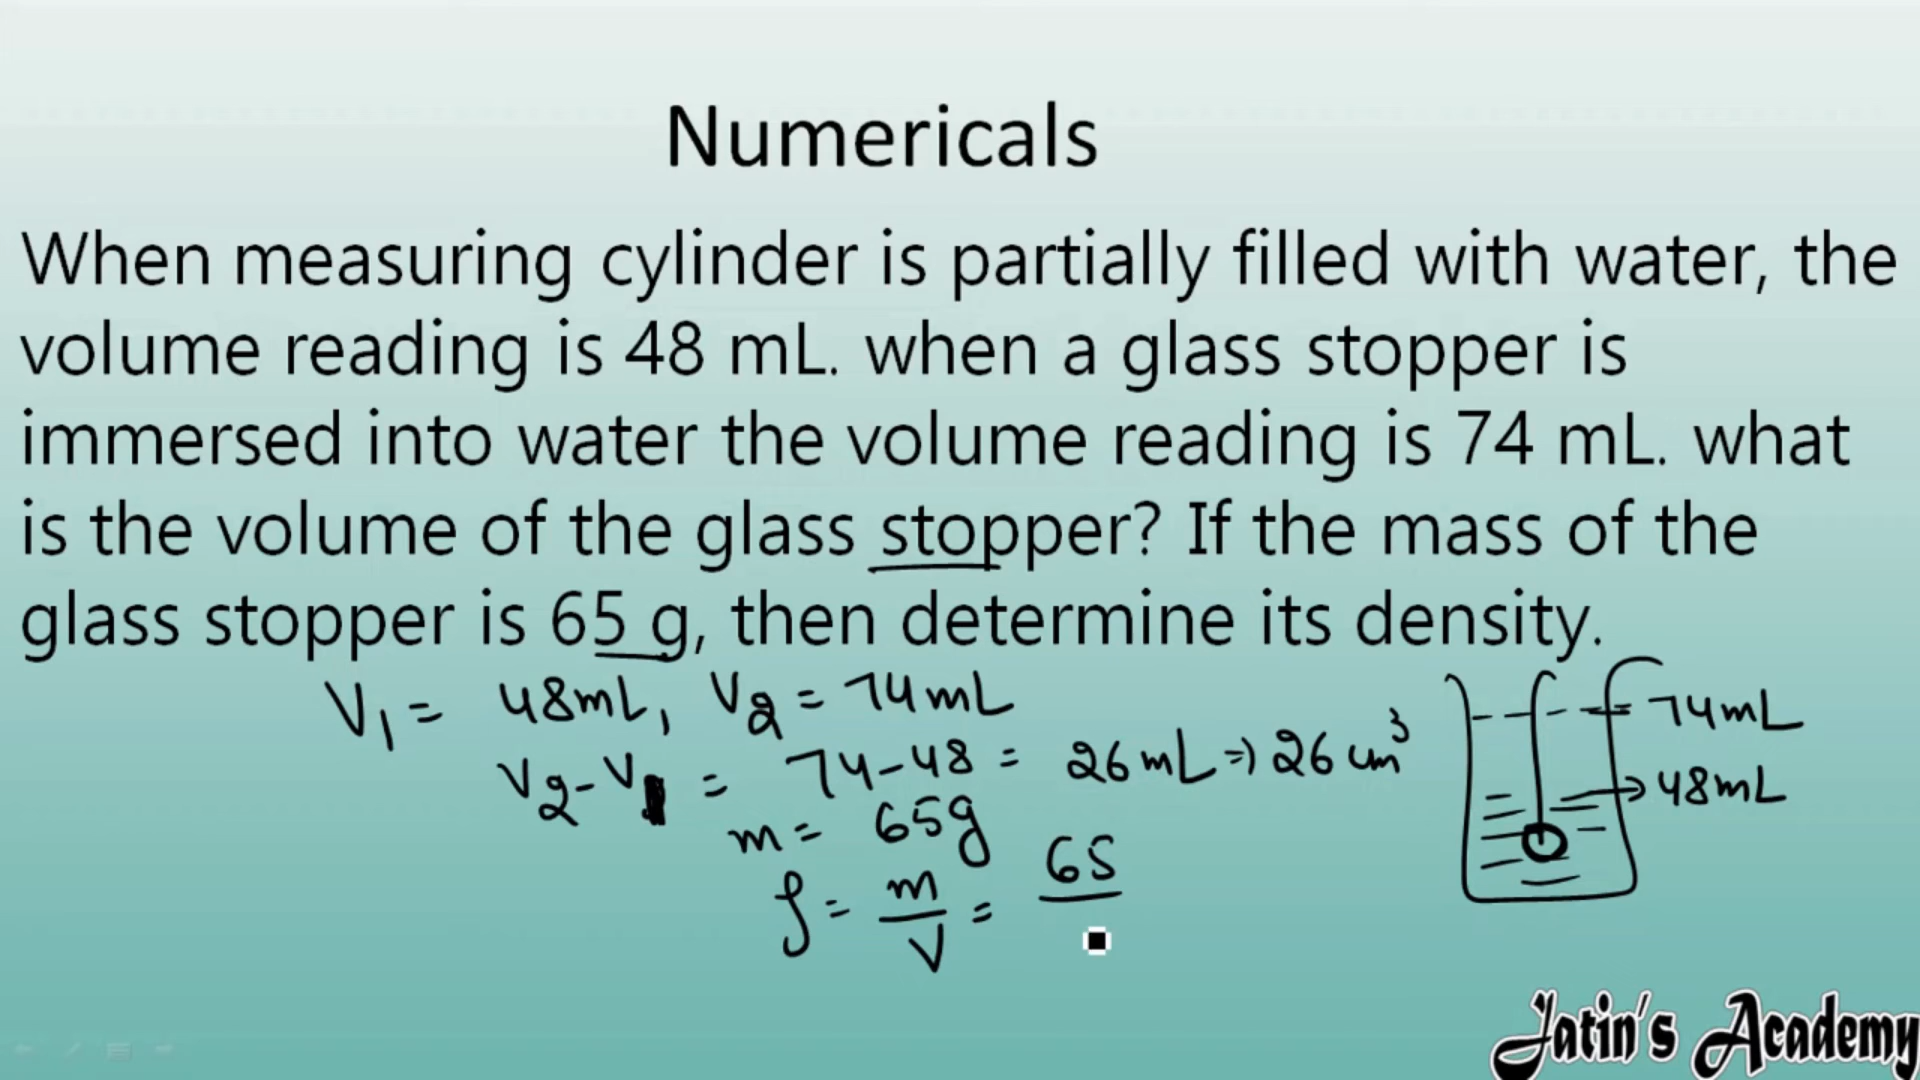 Numericals
When measuring cylinder is partially filled with water, the
volume reading is 48 mL. when a glass stopper is
immersed into water the volume reading is 74 mL. what
is the volume of the glass stopper? If the mass of the
glass stopper is 65 g, then determine its density.
V₁ = 48mL, V₂ = 74mL
V₂-V₁ = 74-48 = 26mL ⇒ 26 cm³
m = 65g
ρ = m/V = 65
74mL
48mL
Jatin's Academy